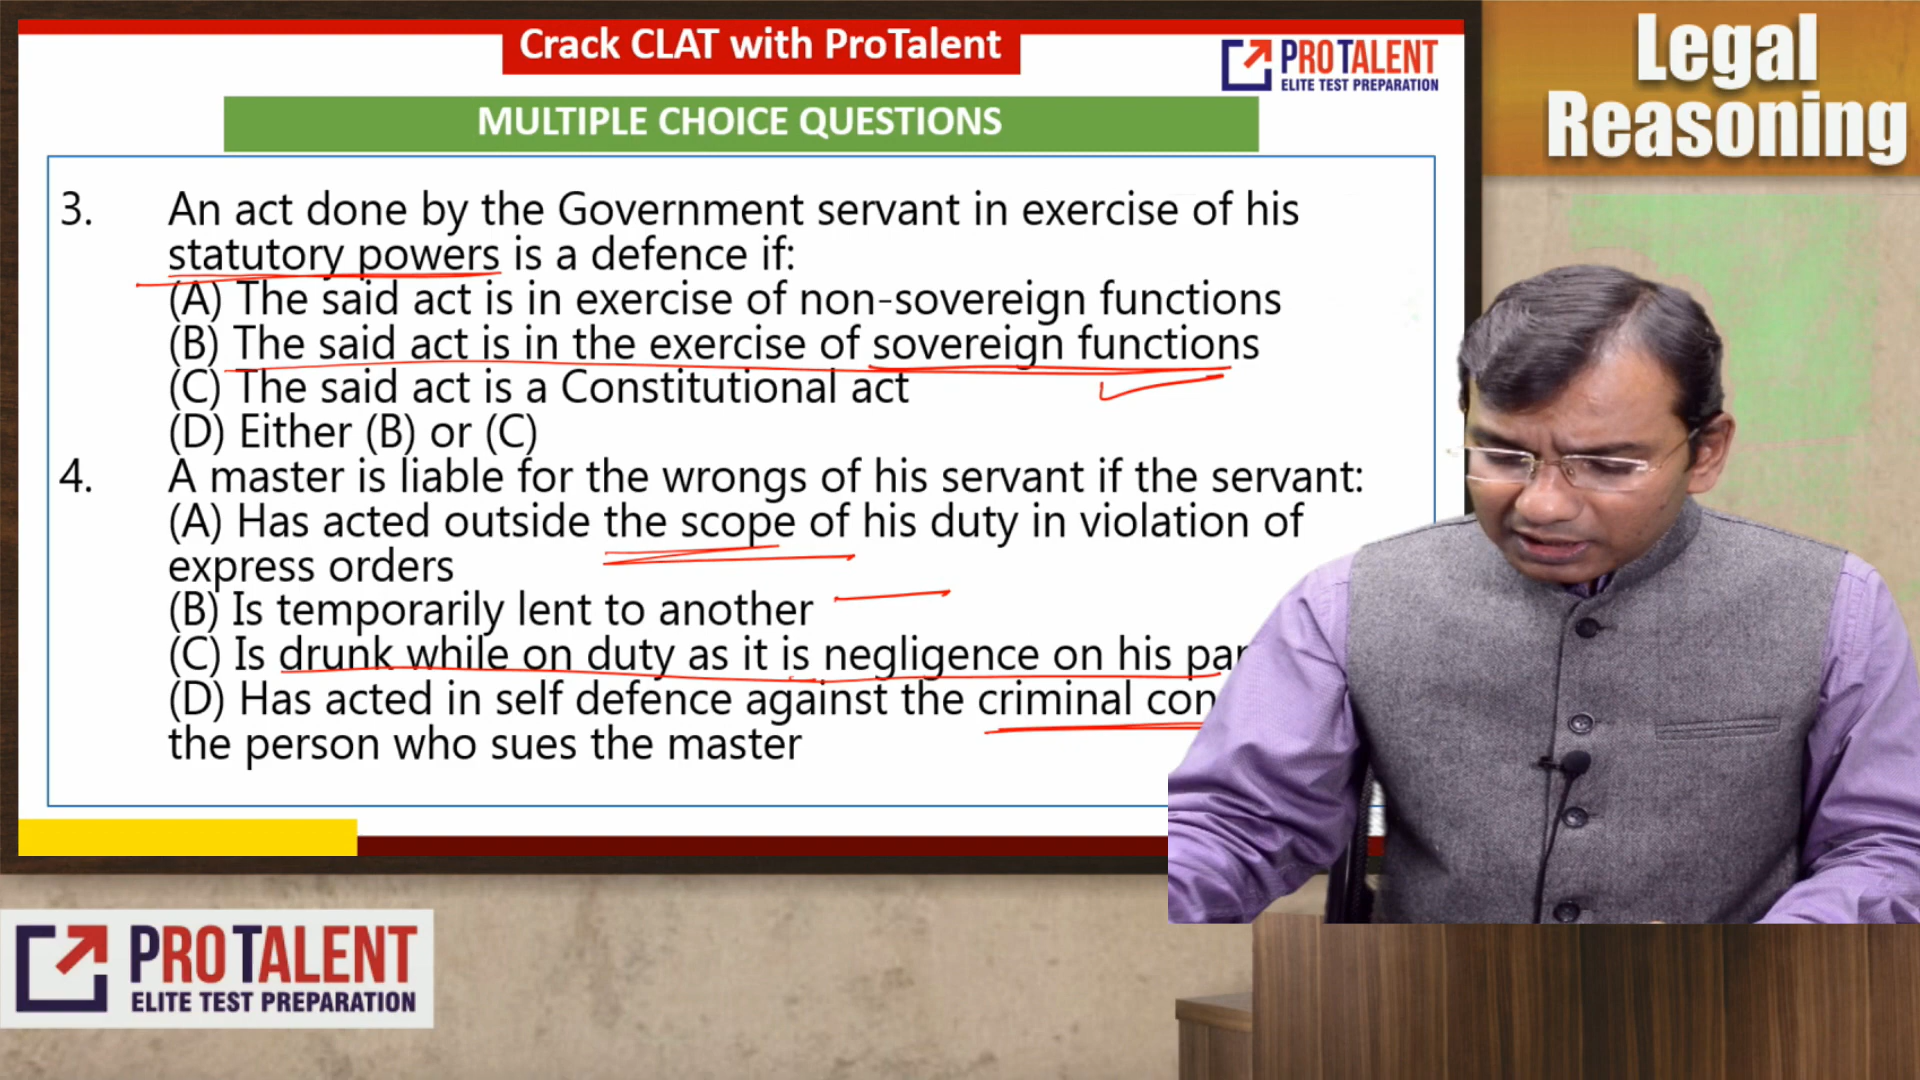 Crack CLAT with ProTalent
PROTALENT
ELITE TEST PREPARATION
Legal
Reasoning
MULTIPLE CHOICE QUESTIONS
3. An act done by the Government servant in exercise of his
statutory powers is a defence if:
(A) The said act is in exercise of non-sovereign functions
(B) The said act is in the exercise of sovereign functions
(C) The said act is a Constitutional act
(D) Either (B) or (C)
4. A master is liable for the wrongs of his servant if the servant:
(A) Has acted outside the scope of his duty in violation of
express orders
(B) Is temporarily lent to another
(C) Is drunk while on duty as it is negligence on his
(D) Has acted in self defence against the criminal
the person who sues the master
PROTALENT
ELITE TEST PREPARATION